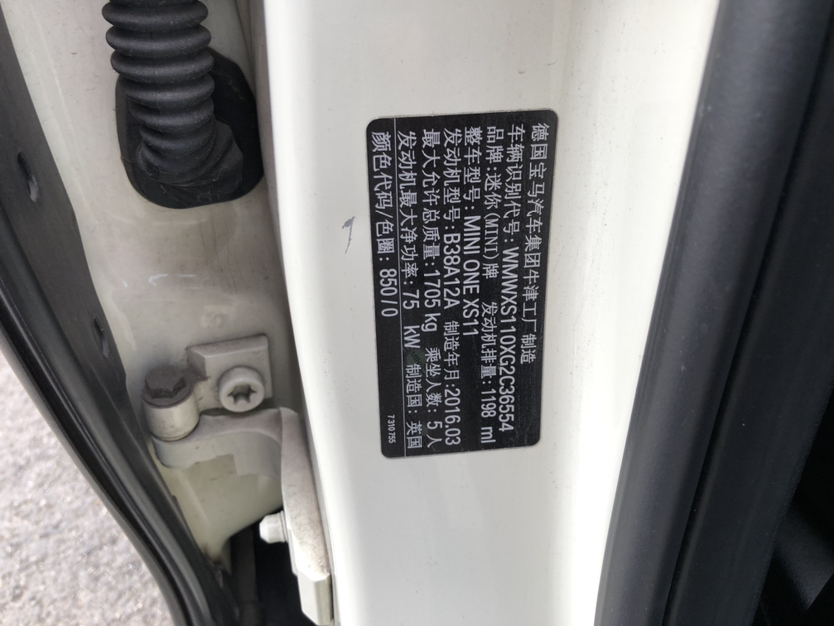 德国宝马汽车集团牛津工厂制造
车辆识别代号: WMWXS110XG2C36554
品牌:迷你(MINI)牌 发动机排量:1198 ml
整车型号: MINI ONE XS11
发动机型号: B38A12A 制造年月:2016.03
最大允许总质量: 1705 kg 乘坐人数: 5人
发动机最大净功率: 75 kW 制造国: 英国
颜色代码/色圈: 850/0
7310755